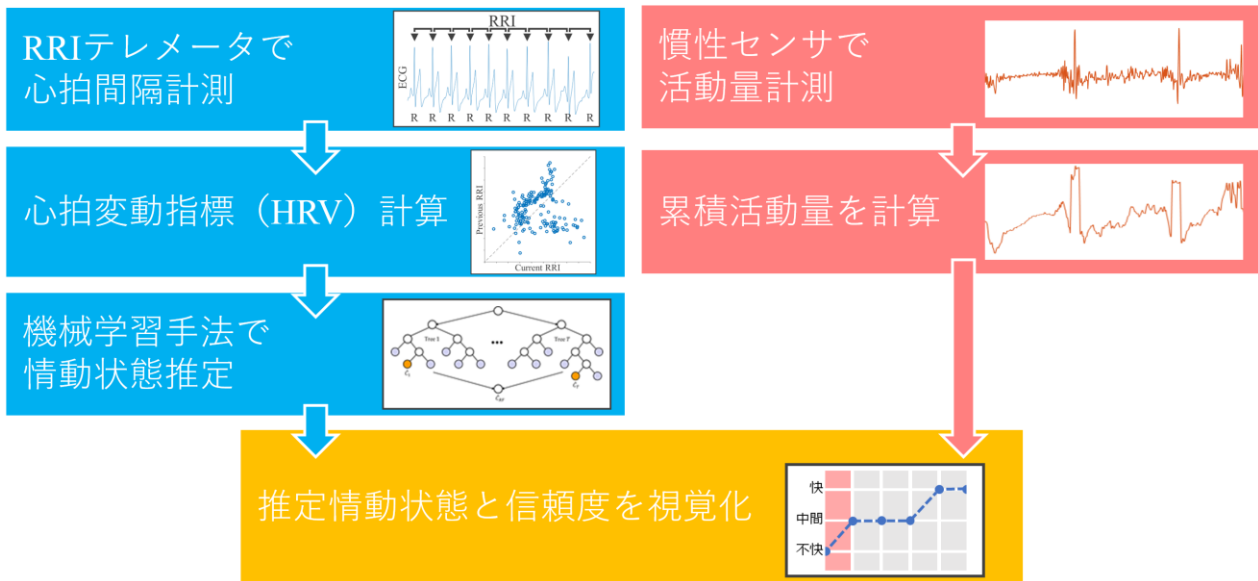 RRIテレメータで
心拍間隔計測
RRI
ECG
R R R R R R R R R R
心拍変動指標（HRV）計算
Previous RRI
Current RRI
機械学習手法で
情動状態推定
Tree 1
•••
慣性センサで
活動量計測
累積活動量を計算
推定情動状態と信頼度を視覚化
快
中間
不快